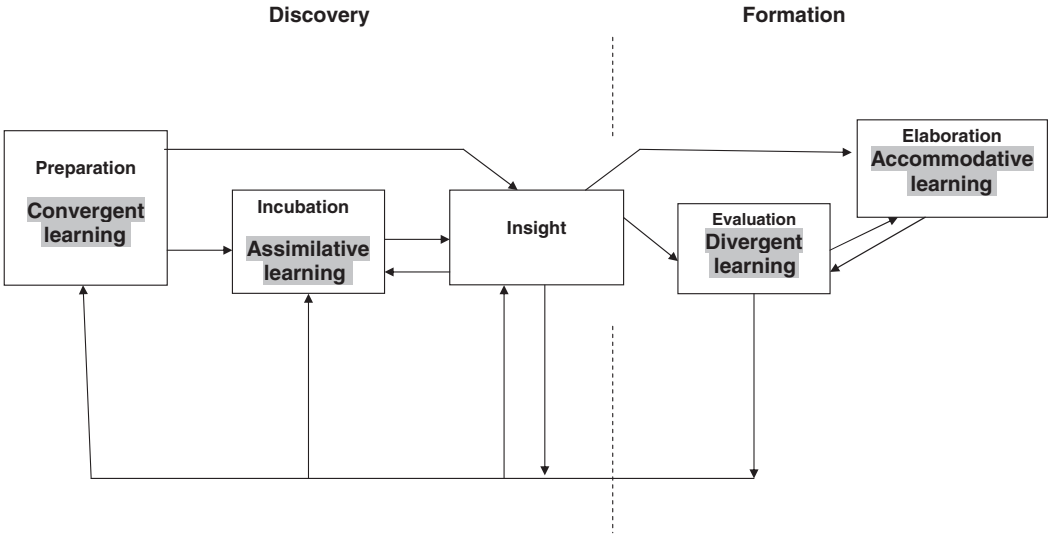 Discovery
Formation
Preparation
Convergent
learning
Incubation
Assimilative
learning
Insight
Evaluation
Divergent
learning
Elaboration
Accommodative
learning